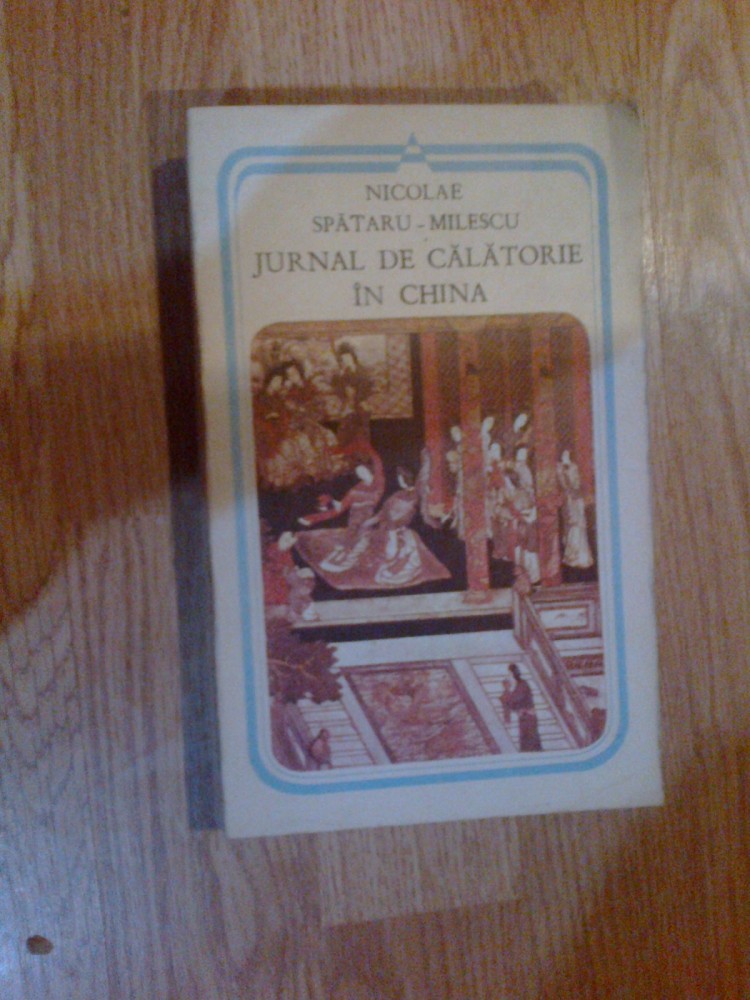 NICOLAE
SPĂTARU - MILESCU
JURNAL DE CĂLĂTORIE
ÎN CHINA